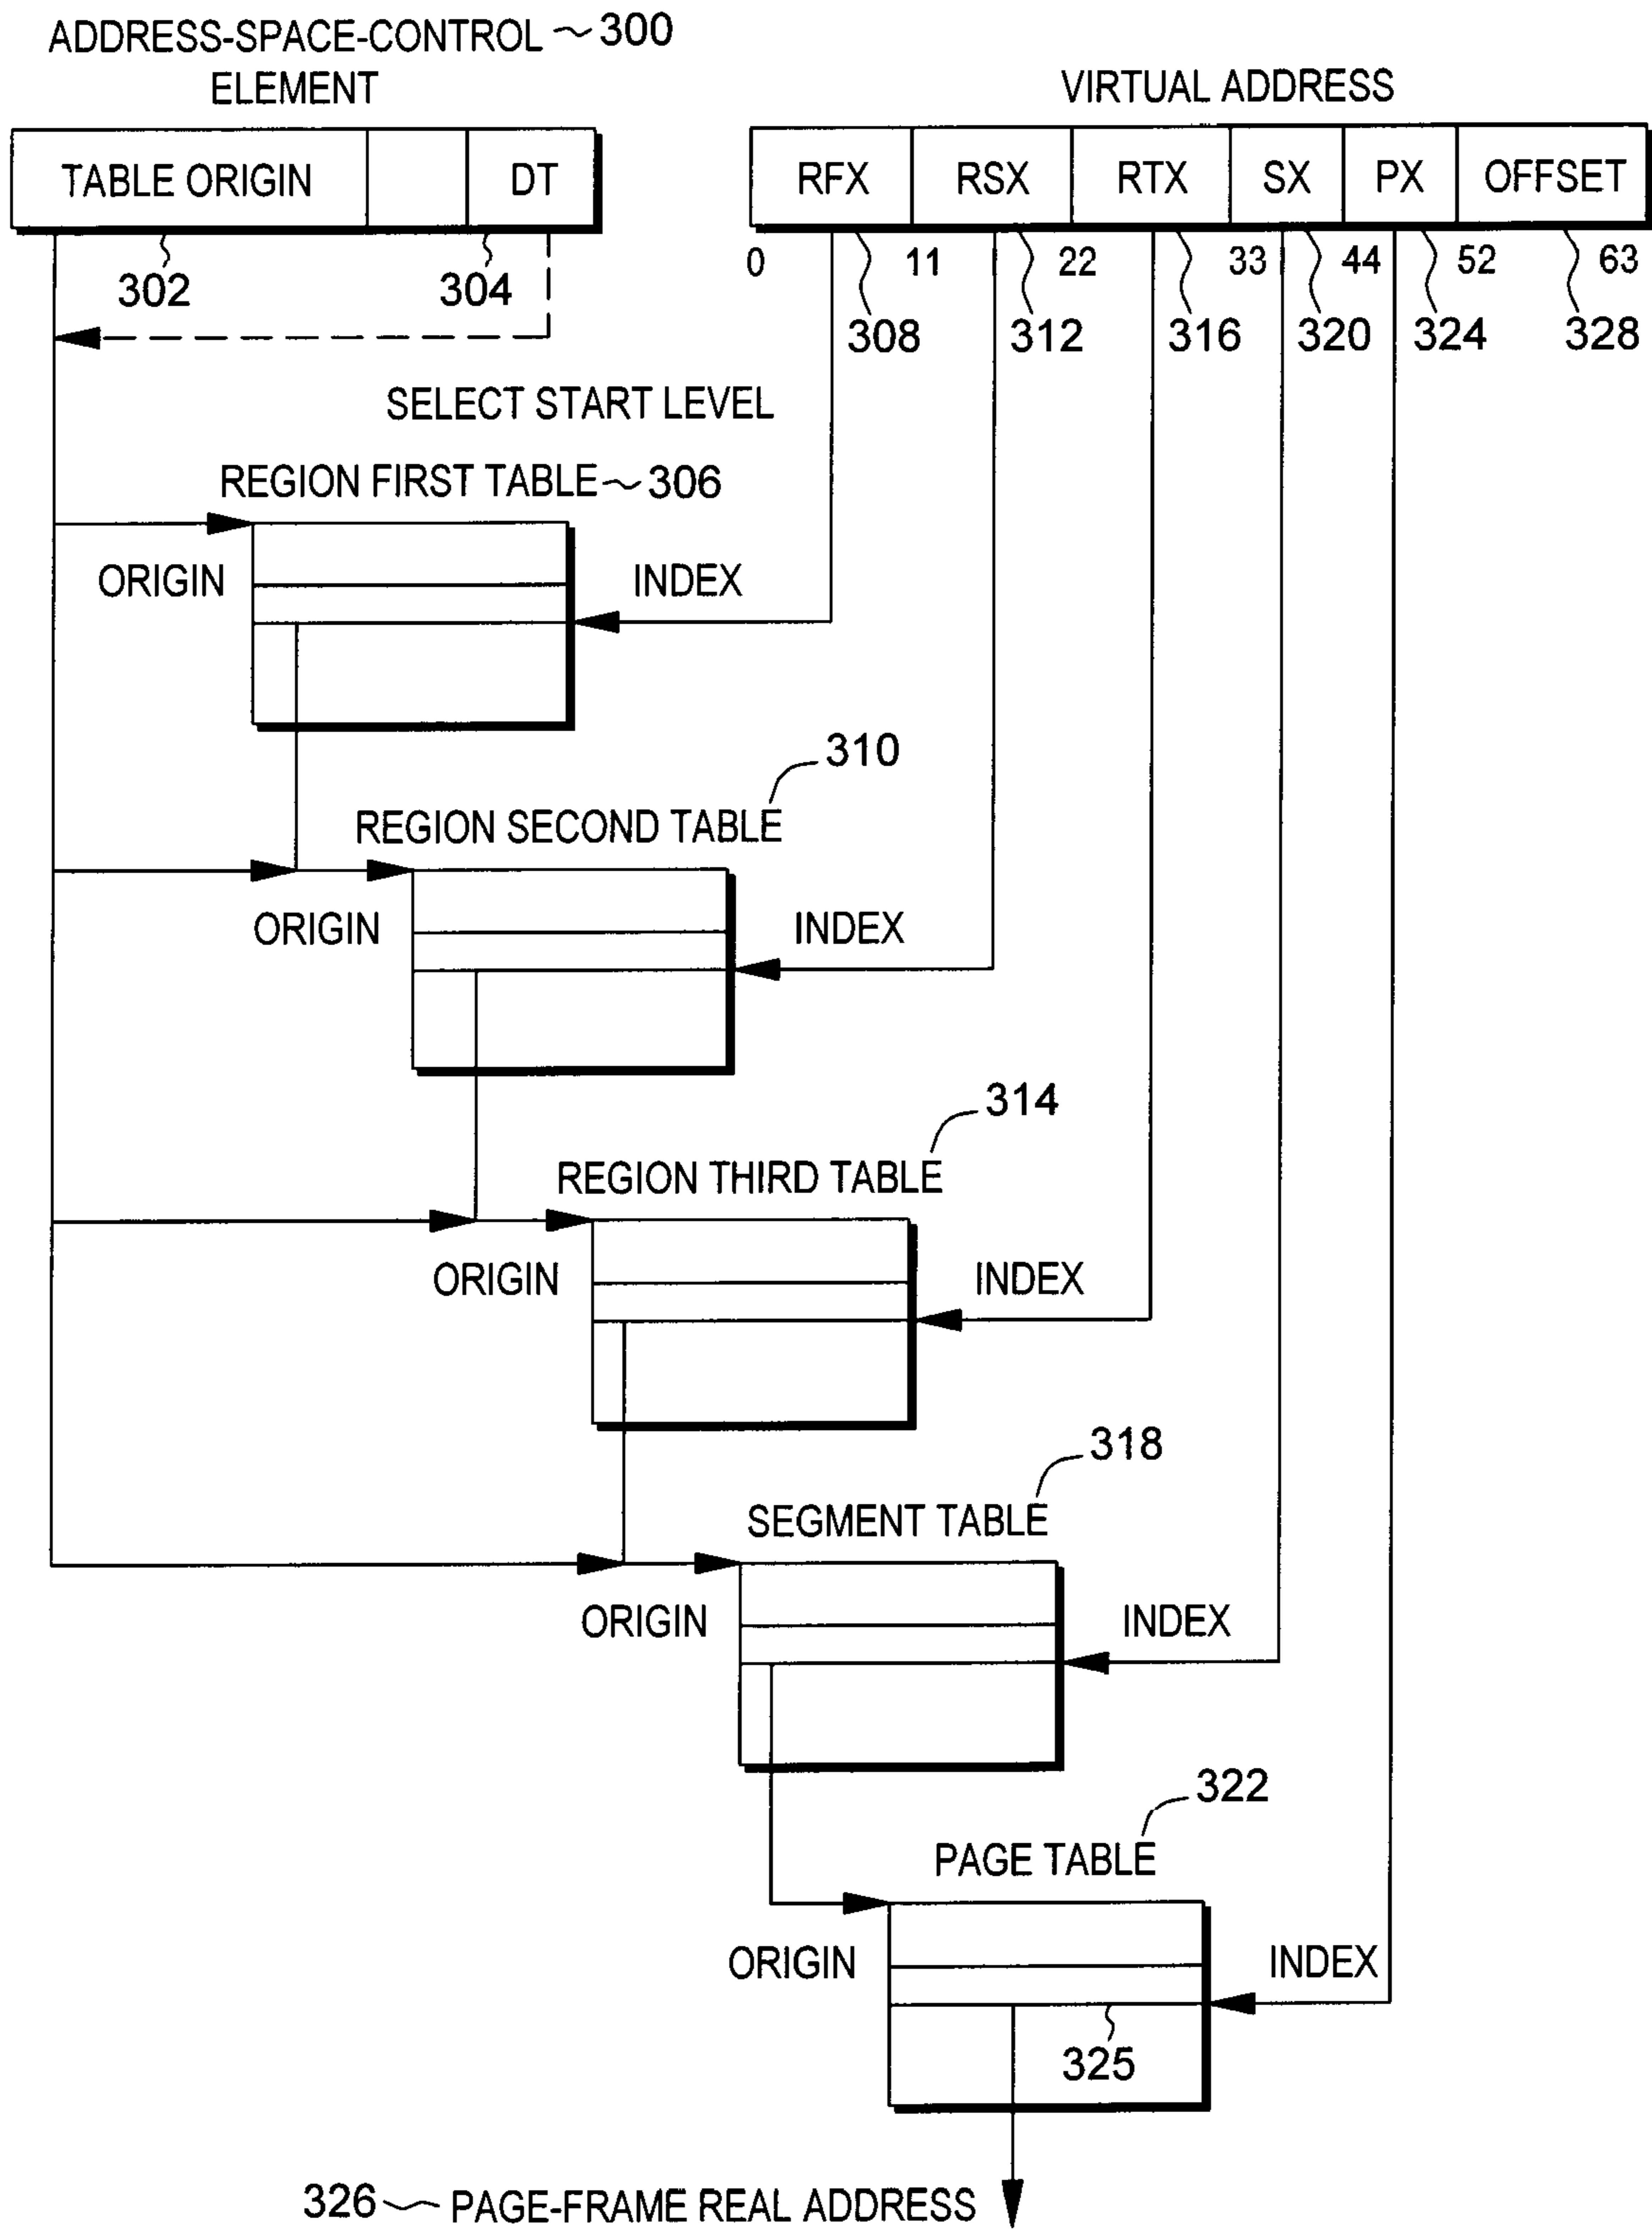 ADDRESS-SPACE-CONTROL 300
ELEMENT
VIRTUAL ADDRESS
TABLE ORIGIN DT
RFX RSX RTX SX PX OFFSET
0 11 22 33 44 52 63
302 304
308 312 316 320 324 328
SELECT START LEVEL
REGION FIRST TABLE 306
ORIGIN INDEX
310
REGION SECOND TABLE
ORIGIN INDEX
314
REGION THIRD TABLE
ORIGIN INDEX
318
SEGMENT TABLE
ORIGIN INDEX
322
PAGE TABLE
ORIGIN INDEX
325
326 PAGE-FRAME REAL ADDRESS